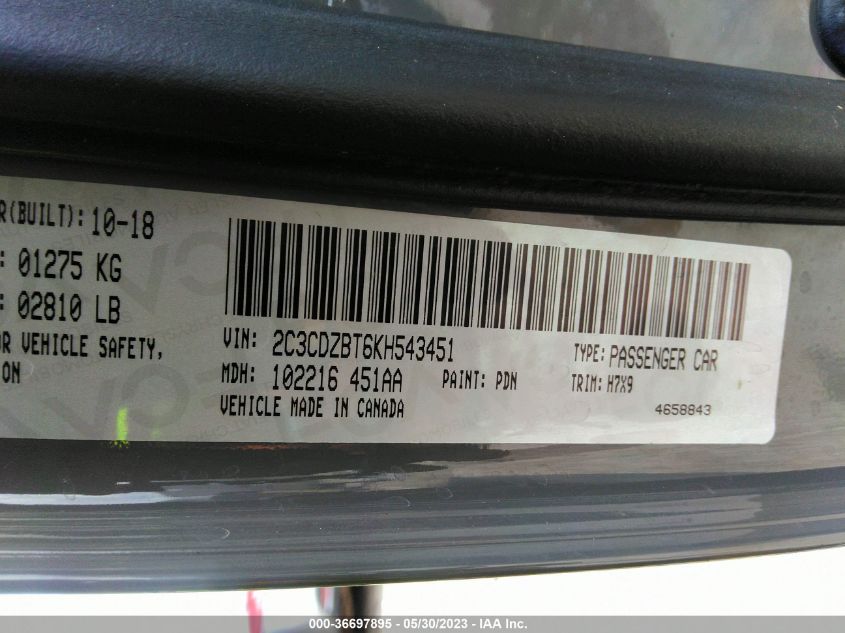 R(BUILT): 10-18
: 01275 KG
: 02810 LB
OR VEHICLE SAFETY,
ON
VIN: 2C3CDZBT6KH543451
TYPE: PASSENGER CAR
MDH: 102216 451AA
PAINT: PDN
TRIM: H7X9
VEHICLE MADE IN CANADA
4658843
000-36697895 - 05/30/2023 - IAA Inc.